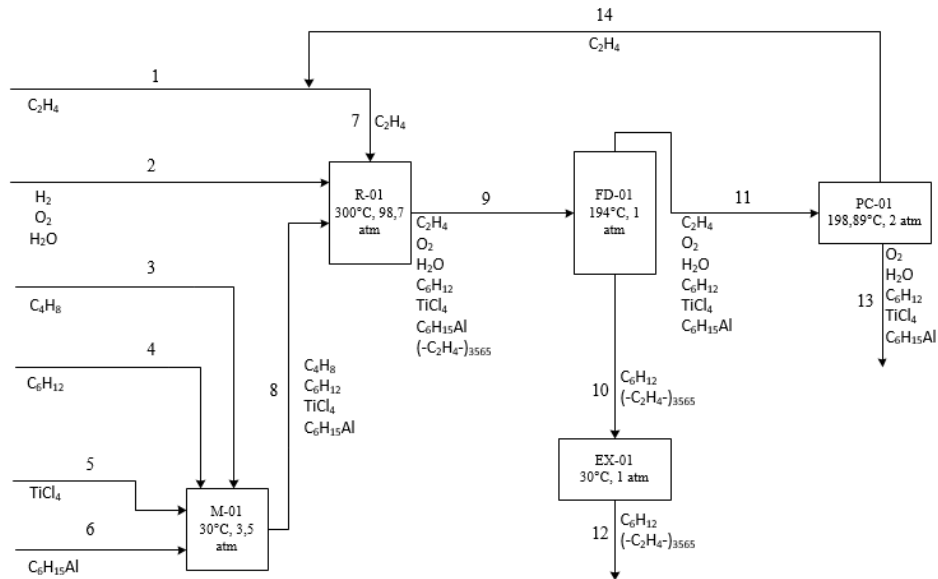 14
C₂H₄
1
C₂H₄
7
C₂H₄
2
H₂
O₂
H₂O
R-01
300°C, 98,7
atm
9
C₂H₄
O₂
H₂O
C₆H₁₂
TiCl₄
C₆H₁₅Al
(-C₂H₄-)₃₅₆₅
FD-01
194°C, 1
atm
11
C₂H₄
O₂
H₂O
C₆H₁₂
TiCl₄
C₆H₁₅Al
PC-01
198,89°C, 2 atm
13
O₂
H₂O
C₆H₁₂
TiCl₄
C₆H₁₅Al
3
C₄H₈
4
C₆H₁₂
8
C₄H₈
C₆H₁₂
TiCl₄
C₆H₁₅Al
10
C₆H₁₂
(-C₂H₄-)₃₅₆₅
EX-01
30°C, 1 atm
5
TiCl₄
6
C₆H₁₅Al
M-01
30°C, 3,5
atm
12
C₆H₁₂
(-C₂H₄-)₃₅₆₅